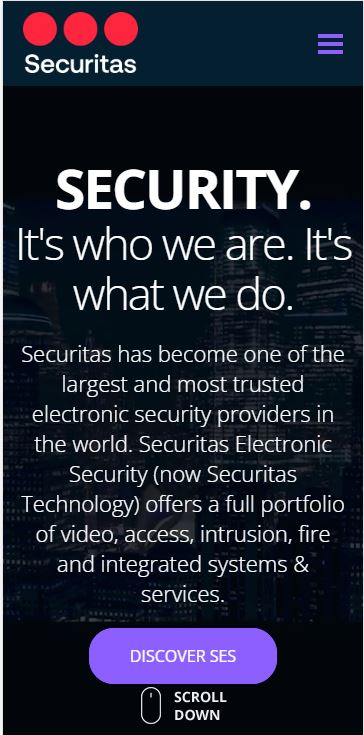 Securitas
SECURITY.
It's who we are. It's
what we do.
Securitas has become one of the
largest and most trusted
electronic security providers in
the world. Securitas Electronic
Security (now Securitas
Technology) offers a full portfolio
of video, access, intrusion, fire
and integrated systems &
services.
DISCOVER SES
SCROLL
DOWN